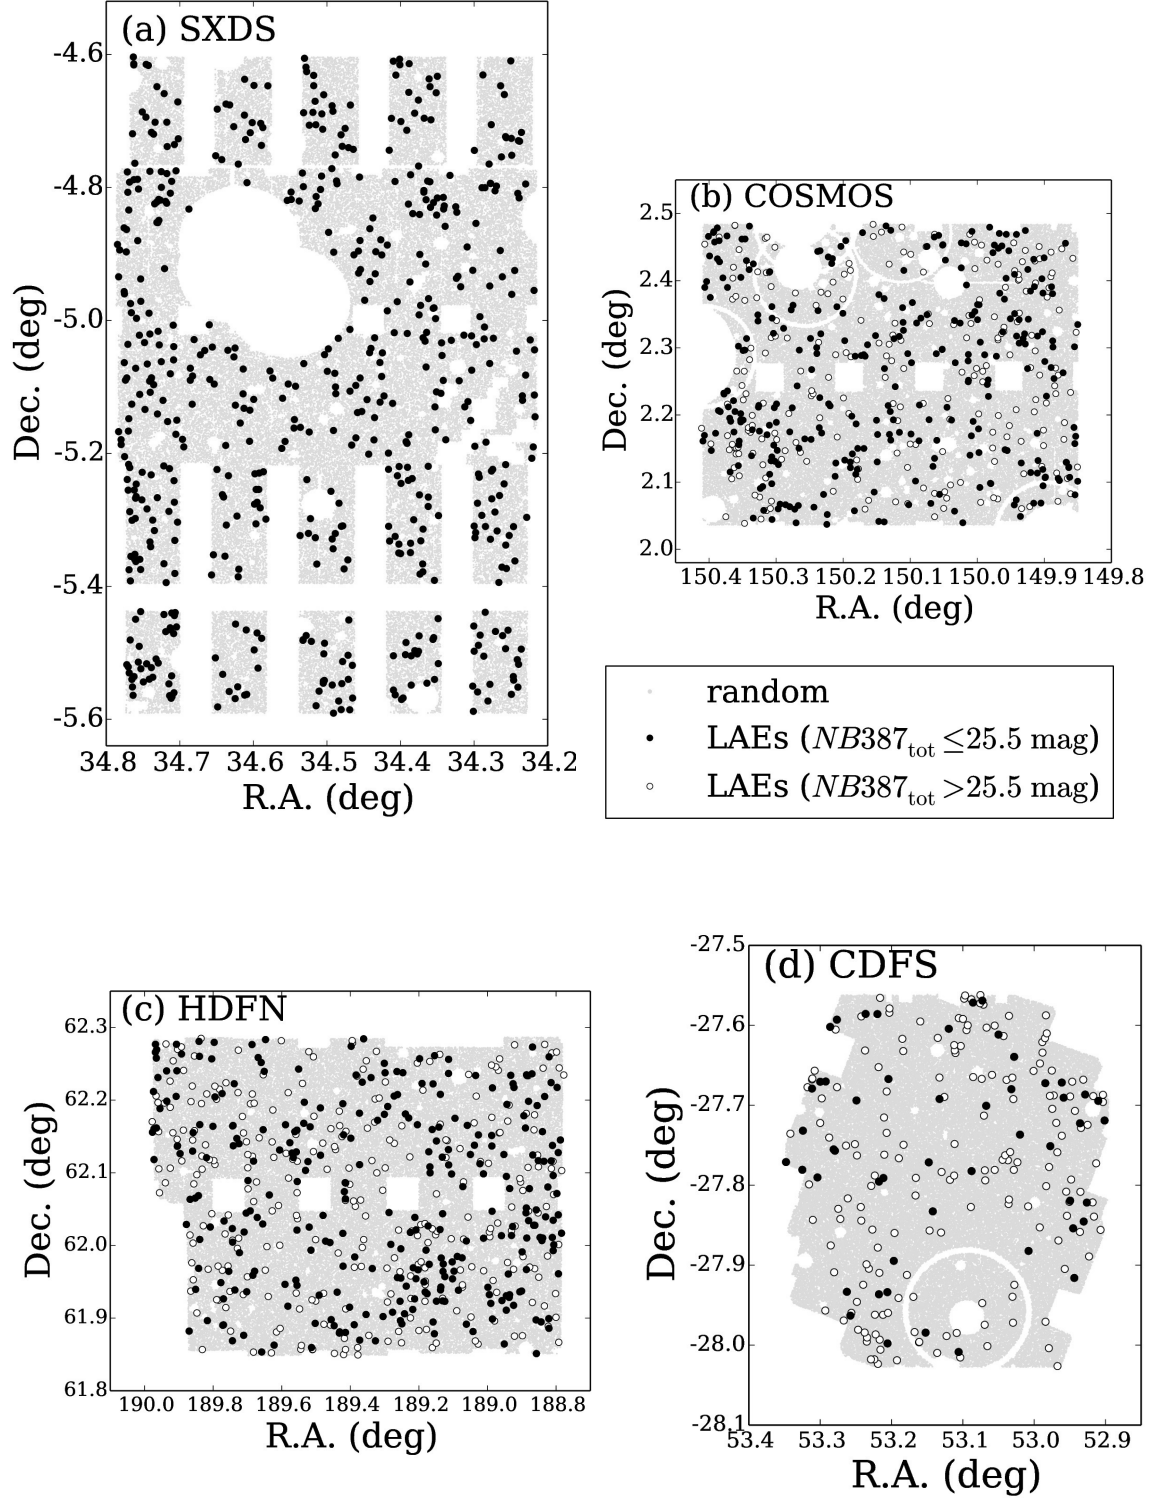 (a) SXDS
-4.6
-4.8
-5.0
-5.2
-5.4
-5.6
Dec. (deg)
34.8 34.7 34.6 34.5 34.4 34.3 34.2
R.A. (deg)
(b) COSMOS
2.5
2.4
2.3
2.2
2.1
2.0
Dec. (deg)
150.4 150.3 150.2 150.1 150.0 149.9 149.8
R.A. (deg)
random
LAEs (NB387tot ≤25.5 mag)
LAEs (NB387tot >25.5 mag)
(c) HDFN
62.3
62.2
62.1
62.0
61.9
61.8
Dec. (deg)
190.0 189.8 189.6 189.4 189.2 189.0 188.8
R.A. (deg)
(d) CDFS
-27.5
-27.6
-27.7
-27.8
-27.9
-28.0
-28.1
Dec. (deg)
53.4 53.3 53.2 53.1 53.0 52.9
R.A. (deg)